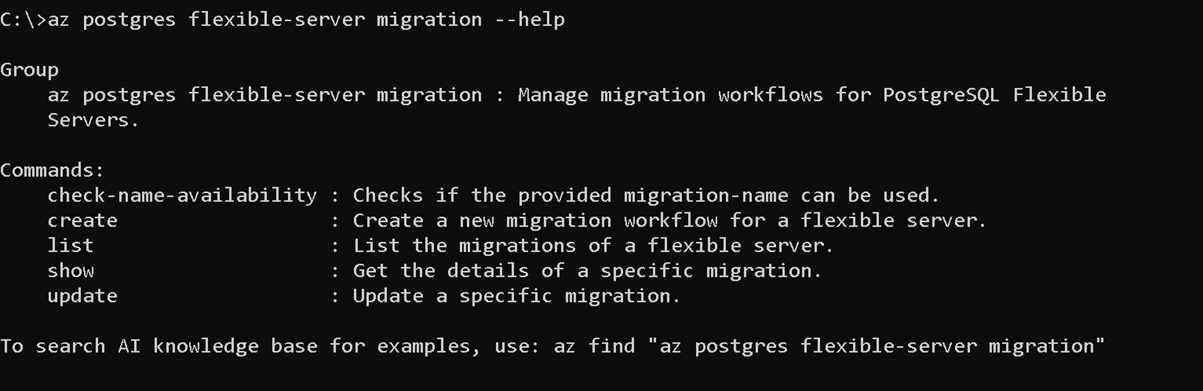 C:\>az postgres flexible-server migration --help
Group
az postgres flexible-server migration : Manage migration workflows for PostgreSQL Flexible
Servers.
Commands:
check-name-availability : Checks if the provided migration-name can be used.
create : Create a new migration workflow for a flexible server.
list : List the migrations of a flexible server.
show : Get the details of a specific migration.
update : Update a specific migration.
To search AI knowledge base for examples, use: az find "az postgres flexible-server migration"